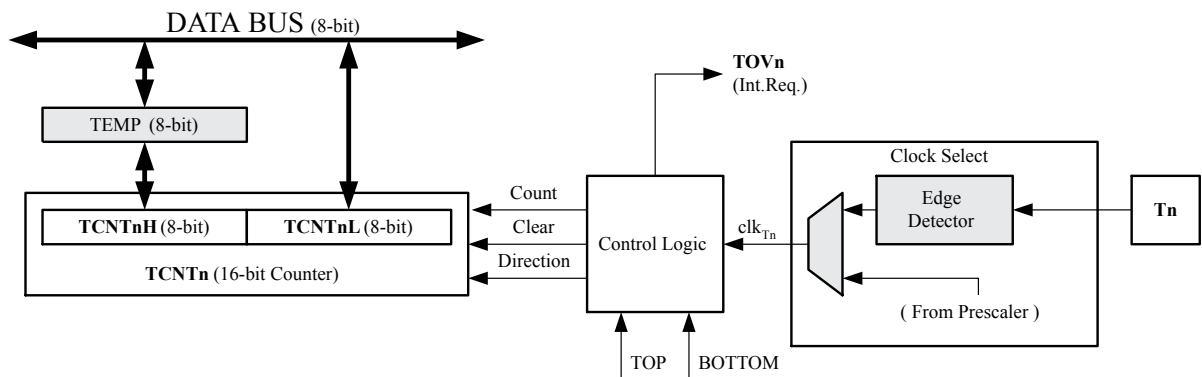 DATA BUS (8-bit)
TOVn
(Int.Req.)
TEMP (8-bit)
Clock Select
Count
Edge
Detector
Tn
TCNTnH (8-bit)
TCNTnL (8-bit)
Clear
Control Logic
clkTn
TCNTn (16-bit Counter)
Direction
( From Prescaler )
TOP
BOTTOM